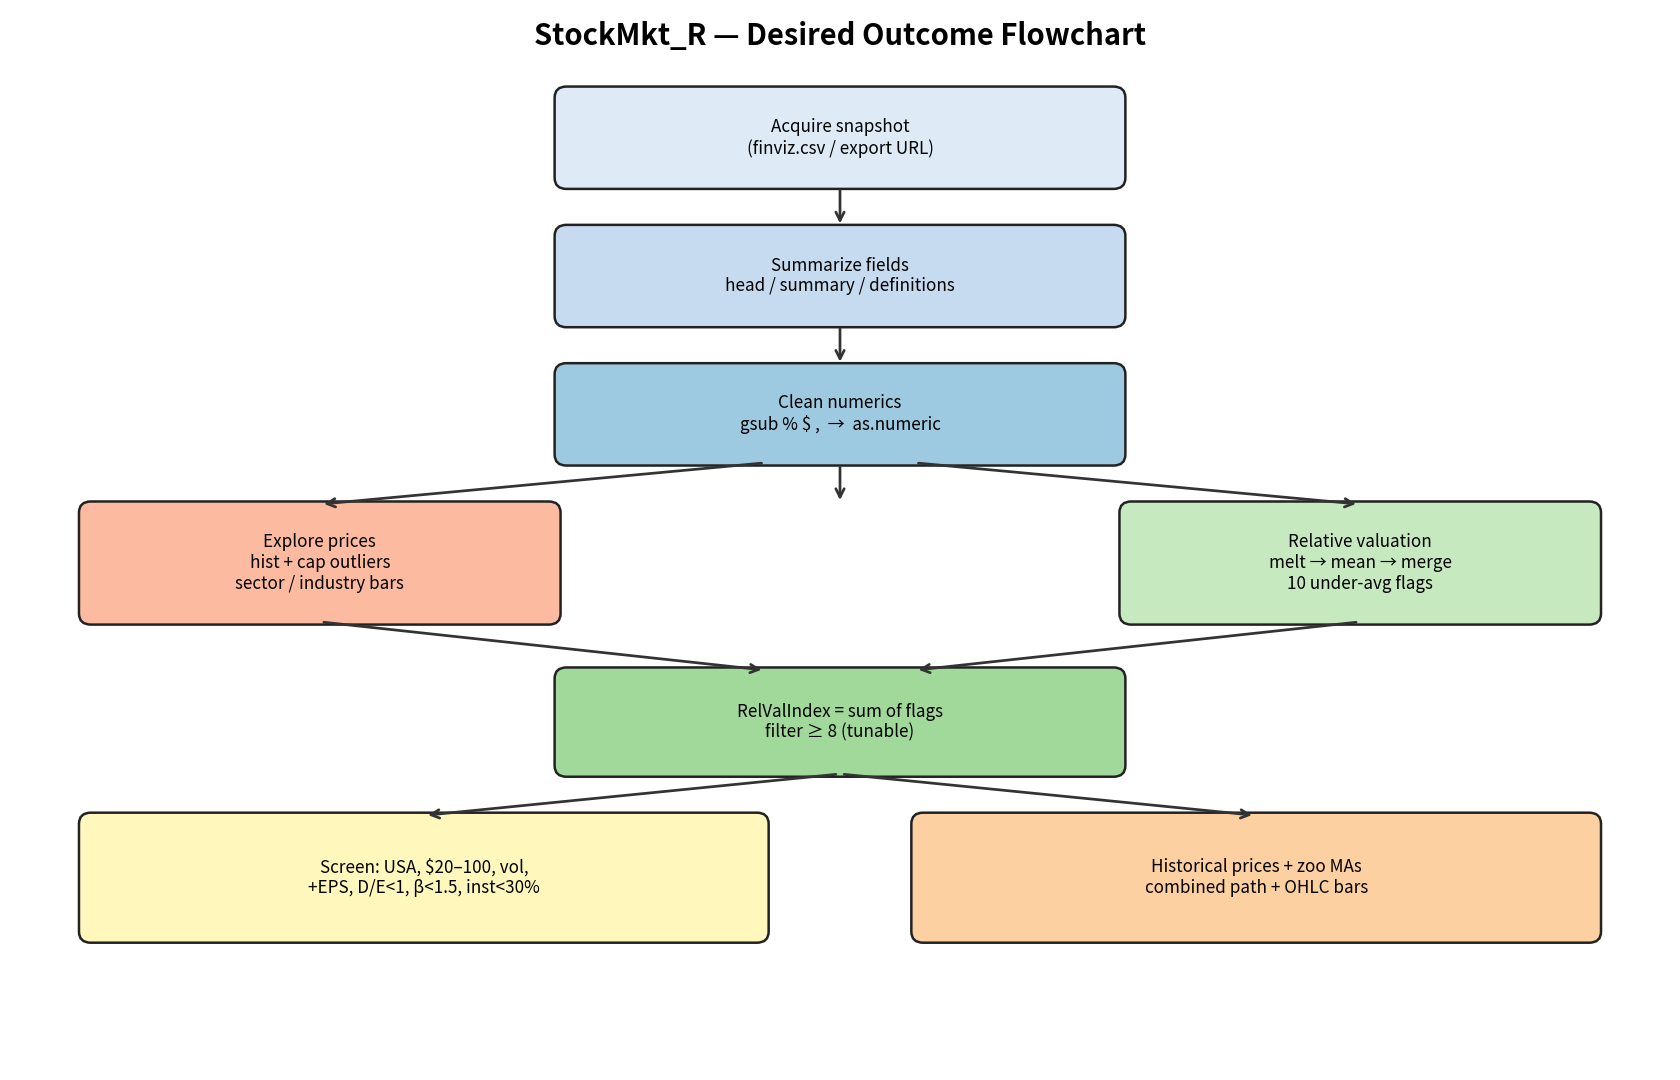 StockMkt_R — Desired Outcome Flowchart
Acquire snapshot
(finviz.csv / export URL)
Summarize fields
head / summary / definitions
Clean numerics
gsub % $ , → as.numeric
Explore prices
hist + cap outliers
sector / industry bars
Relative valuation
melt → mean → merge
10 under-avg flags
RelValIndex = sum of flags
filter ≥ 8 (tunable)
Screen: USA, $20–100, vol,
+EPS, D/E<1, β<1.5, inst<30%
Historical prices + zoo MAs
combined path + OHLC bars